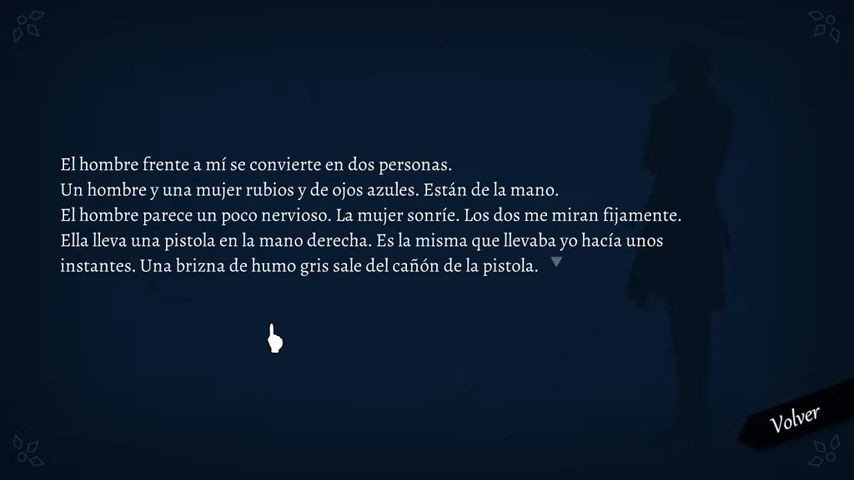 El hombre frente a mí se convierte en dos personas.
Un hombre y una mujer rubios y de ojos azules. Están de la mano.
El hombre parece un poco nervioso. La mujer sonríe. Los dos me miran fijamente.
Ella lleva una pistola en la mano derecha. Es la misma que llevaba yo hacía unos
instantes. Una brizna de humo gris sale del cañón de la pistola.
Volver